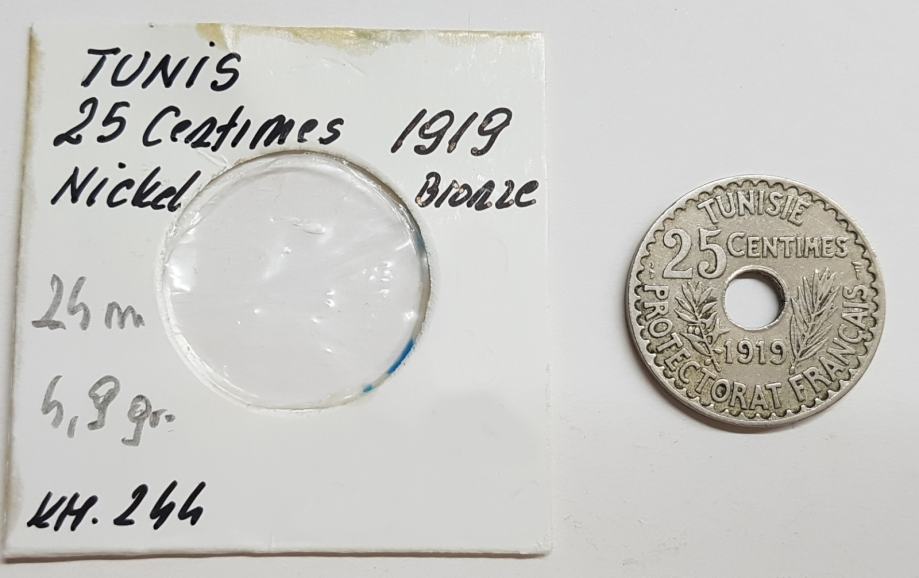 TUNIS
25 Centimes 1919
Nickel Bronze
24 m
4,9 gr.
KM. 244
TUNISIE
25 CENTIMES
1919
PROTECTORAT FRANÇAIS